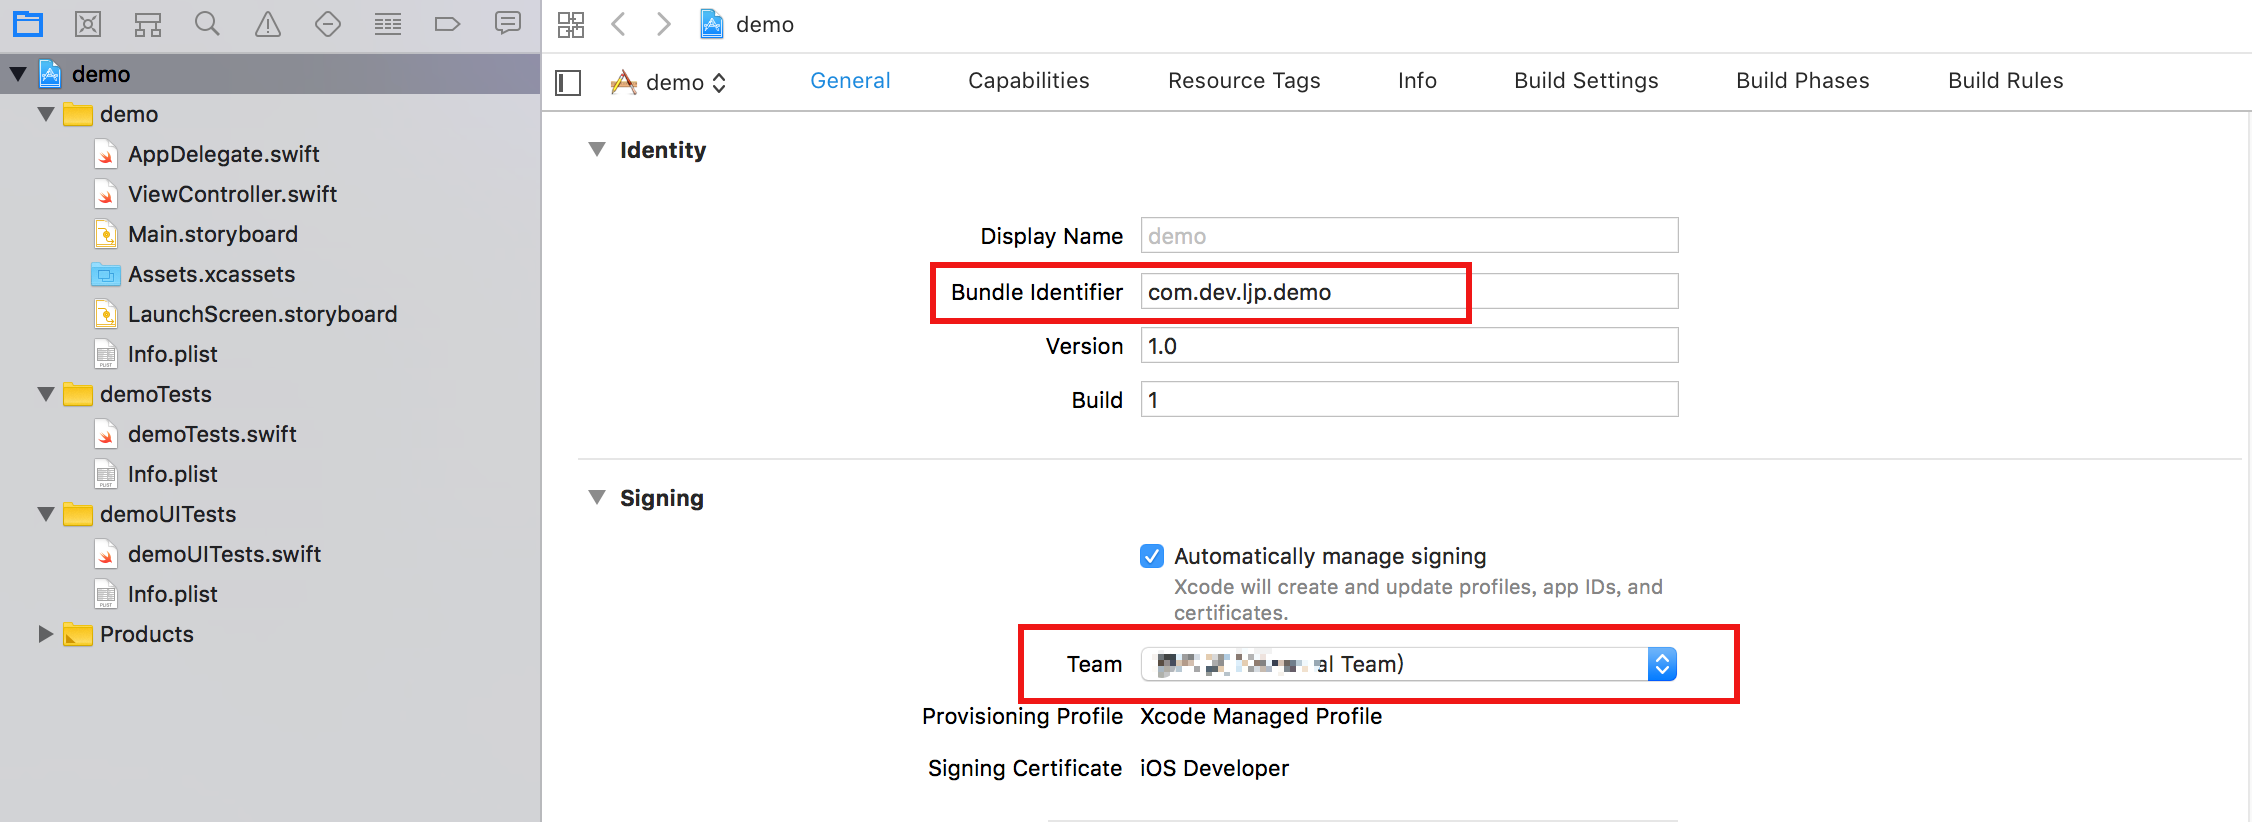 demo
demo
AppDelegate.swift
ViewController.swift
Main.storyboard
Assets.xcassets
LaunchScreen.storyboard
Info.plist
demoTests
demoTests.swift
Info.plist
demoUITests
demoUITests.swift
Info.plist
Products
demo
demo General Capabilities Resource Tags Info Build Settings Build Phases Build Rules
Identity
Display Name demo
Bundle Identifier com.dev.ljp.demo
Version 1.0
Build 1
Signing
Automatically manage signing
Xcode will create and update profiles, app IDs, and
certificates.
Team Team)
Provisioning Profile Xcode Managed Profile
Signing Certificate iOS Developer